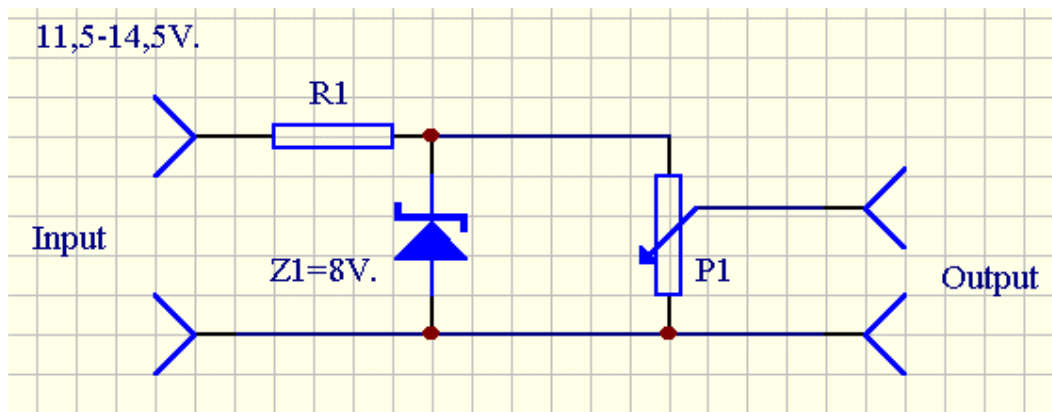 11,5-14,5V.
R1
Input
Z1=8V.
P1
Output